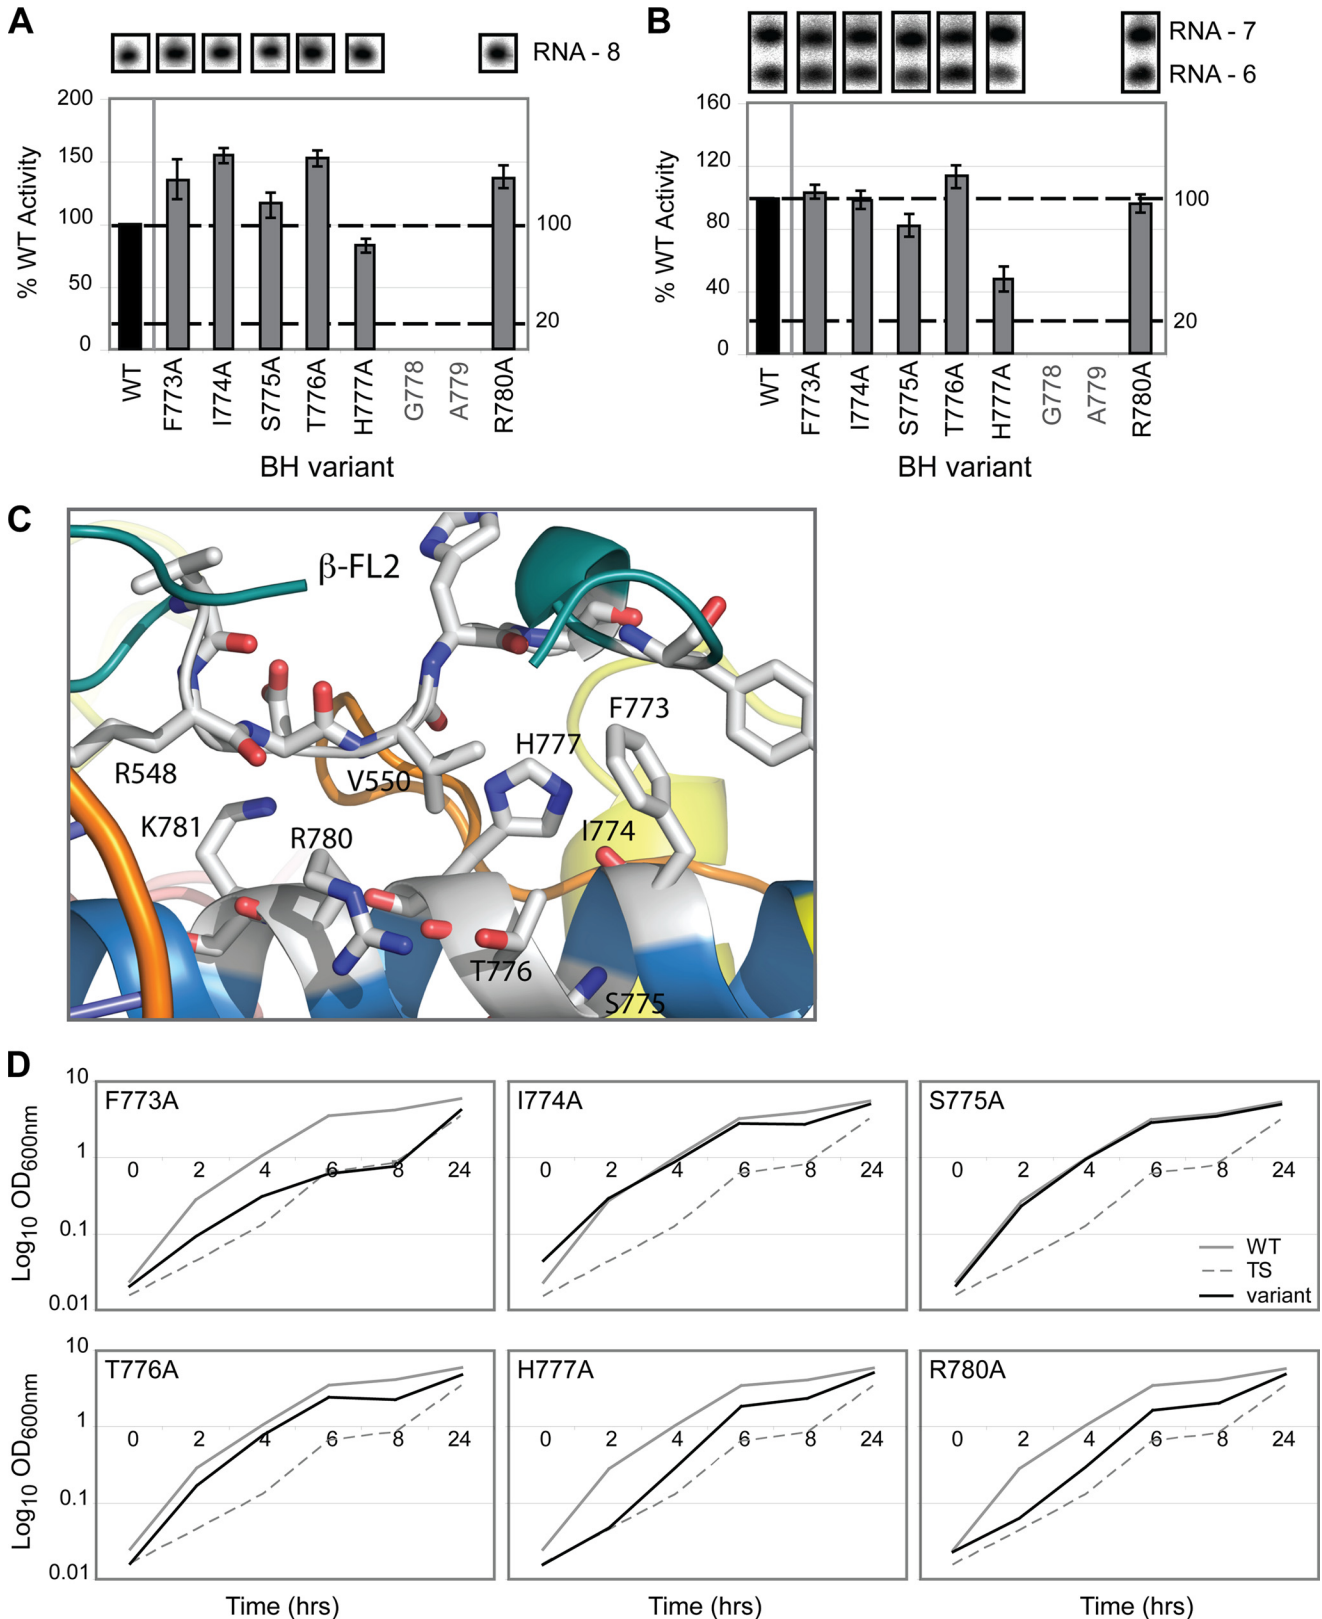 A
RNA - 8
% WT Activity
200
150
100
50
0
100
20
WT
F773A
I774A
S775A
T776A
H777A
G778
A779
R780A
BH variant
B
RNA - 7
RNA - 6
% WT Activity
160
120
80
40
0
100
20
WT
F773A
I774A
S775A
T776A
H777A
G778
A779
R780A
BH variant
C
β-FL2
F773
H777
R548
V550
K781
I774
R780
T776
S775
D
Log10 OD600nm
10
1
0.1
0.01
F773A
0 2 4 6 8 24
I774A
0 2 4 6 8 24
S775A
0 2 4 6 8 24
WT
TS
variant
Log10 OD600nm
10
1
0.1
0.01
T776A
0 2 4 6 8 24
H777A
0 2 4 6 8 24
R780A
0 2 4 6 8 24
Time (hrs)
Time (hrs)
Time (hrs)